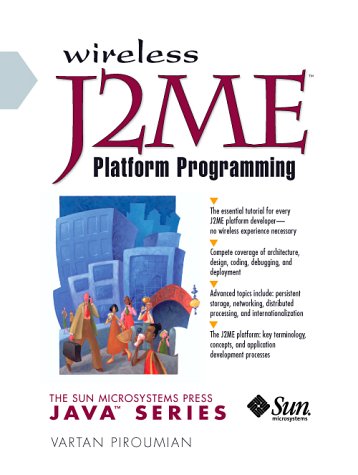 wireless
J2ME™
Platform Programming
The essential tutorial for every
J2ME platform developer—
no wireless experience necessary
Compete coverage of architecture,
design, coding, debugging, and
deployment
Advanced topics include: persistent
storage, networking, distributed
processing, and internationalization
The J2ME platform: key terminology,
concepts, and application
development processes
THE SUN MICROSYSTEMS PRESS
JAVA™ SERIES
Sun.
microsystems
VARTAN PIROUMIAN